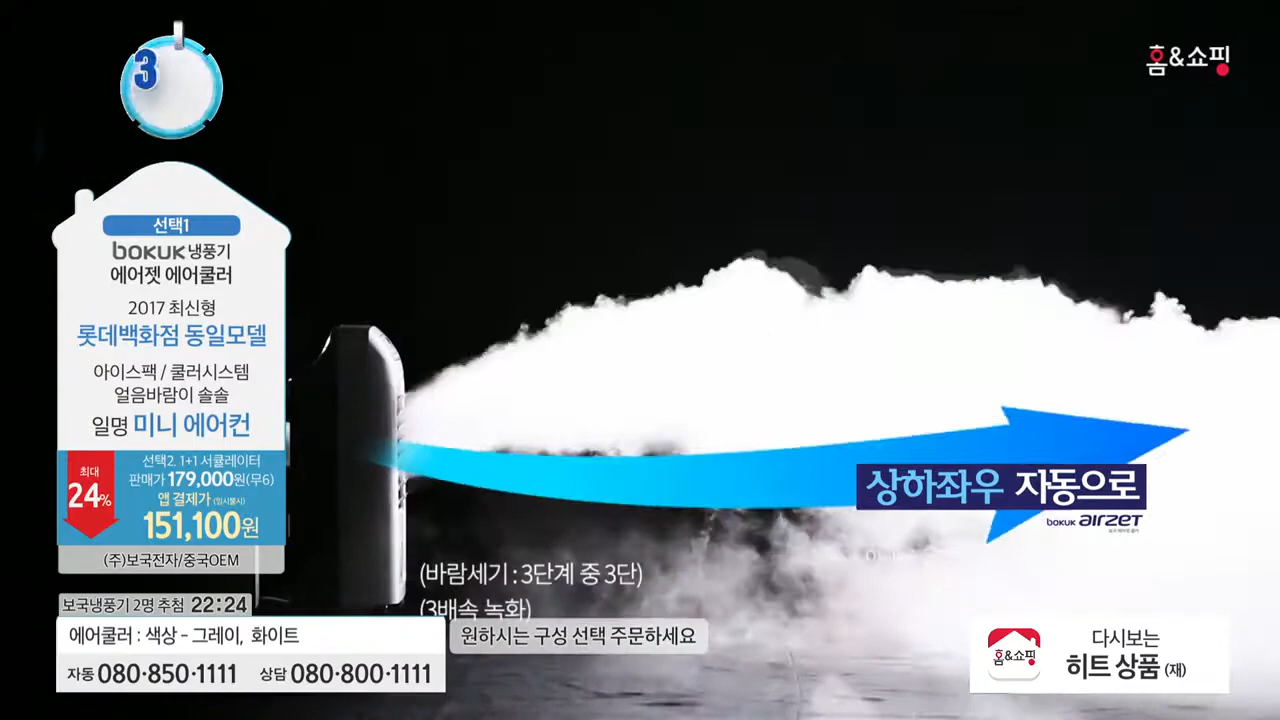 3
홈&쇼핑
선택1
bokuk 냉풍기
에어젯 에어쿨러
2017 최신형
롯데백화점 동일모델
아이스팩 / 쿨러시스템
얼음바람이 솔솔
일명 미니 에어컨
최대
24%
선택2. 1+1 서큘레이터
판매가 179,000원(무6)
앱 결제가 (일시불시)
151,100원
(주)보국전자/중국OEM
상하좌우 자동으로
bokuk airzet
(바람세기 : 3단계 중 3단)
(3배속 녹화)
보국냉풍기 2명 추첨 22:24
에어쿨러 : 색상 - 그레이, 화이트
원하시는 구성 선택 주문하세요
자동 080·850·1111 상담 080·800·1111
홈&쇼핑
다시보는
히트 상품 (재)